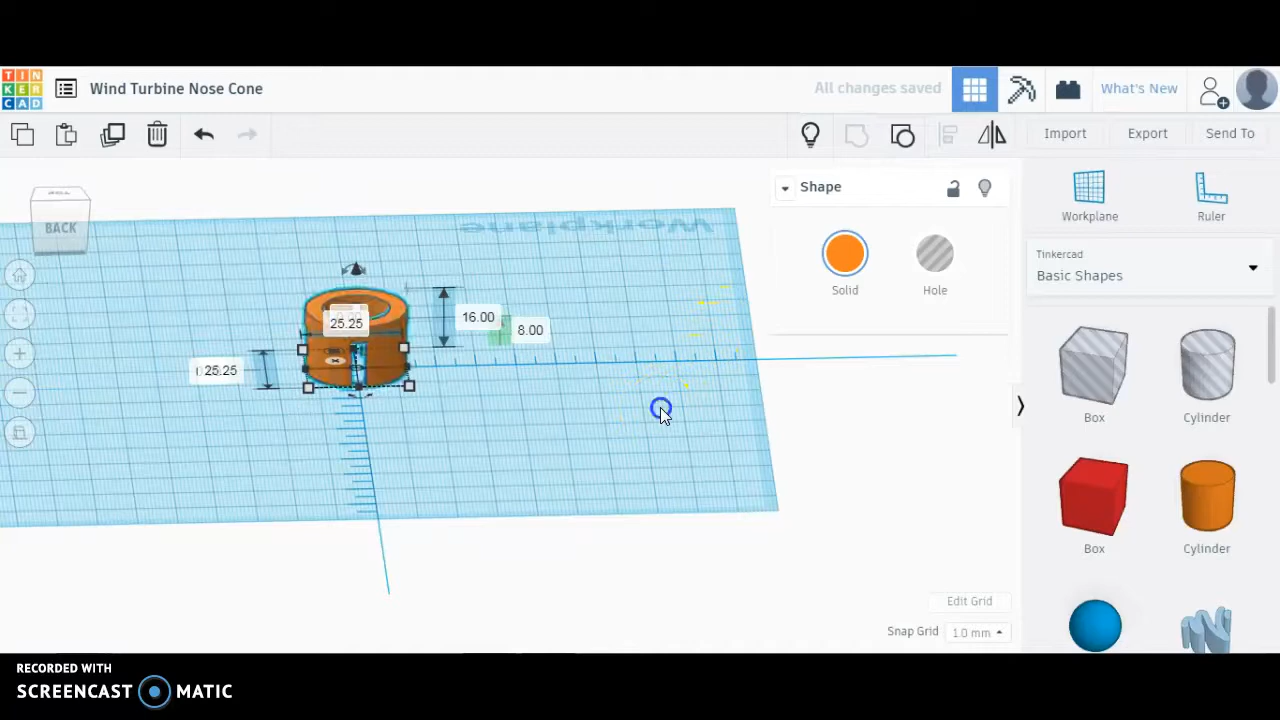 TIN
KER
CAD
Wind Turbine Nose Cone
All changes saved
What's New
Import
Export
Send To
TOP
BACK
Workplane
25.25
25.25
16.00
8.00
Shape
Solid
Hole
Workplane
Ruler
Tinkercad
Basic Shapes
Box
Cylinder
Box
Cylinder
Edit Grid
Snap Grid
1.0 mm
RECORDED WITH
SCREENCAST MATIC